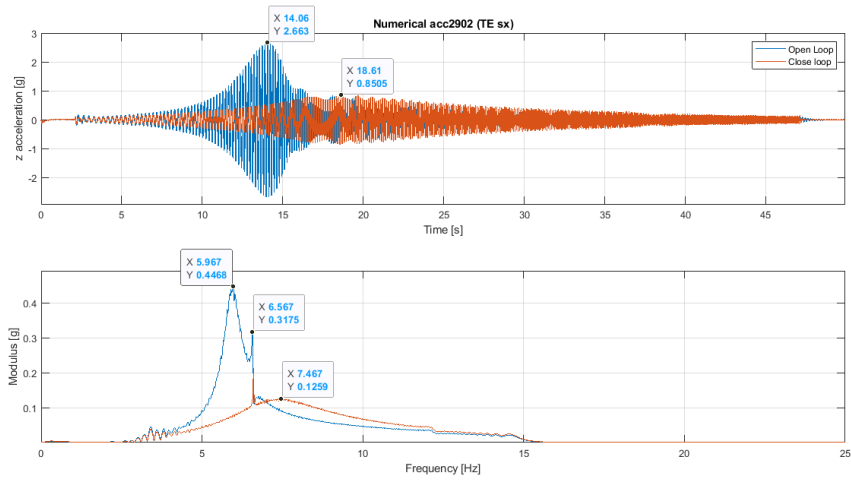 Numerical acc2902 (TE sx)
X 14.06
Y 2.663
X 18.61
Y 0.8505
Open Loop
Close loop
z acceleration [g]
3
2
1
0
-1
-2
0 5 10 15 20 25 30 35 40 45
Time [s]
X 5.967
Y 0.4468
X 6.567
Y 0.3175
X 7.467
Y 0.1259
Modulus [g]
0.4
0.3
0.2
0.1
0 5 10 15 20 25
Frequency [Hz]